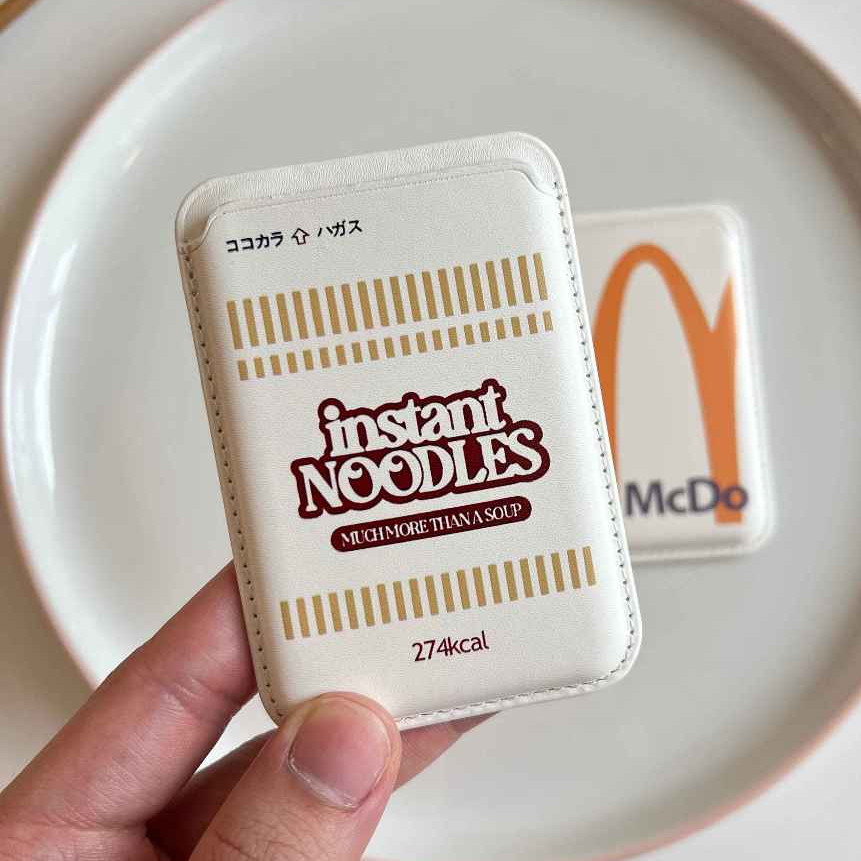 ココカラ ⇧ ハガス
instant
NOODLES
MUCH MORE THAN A SOUP
274kcal
McDo